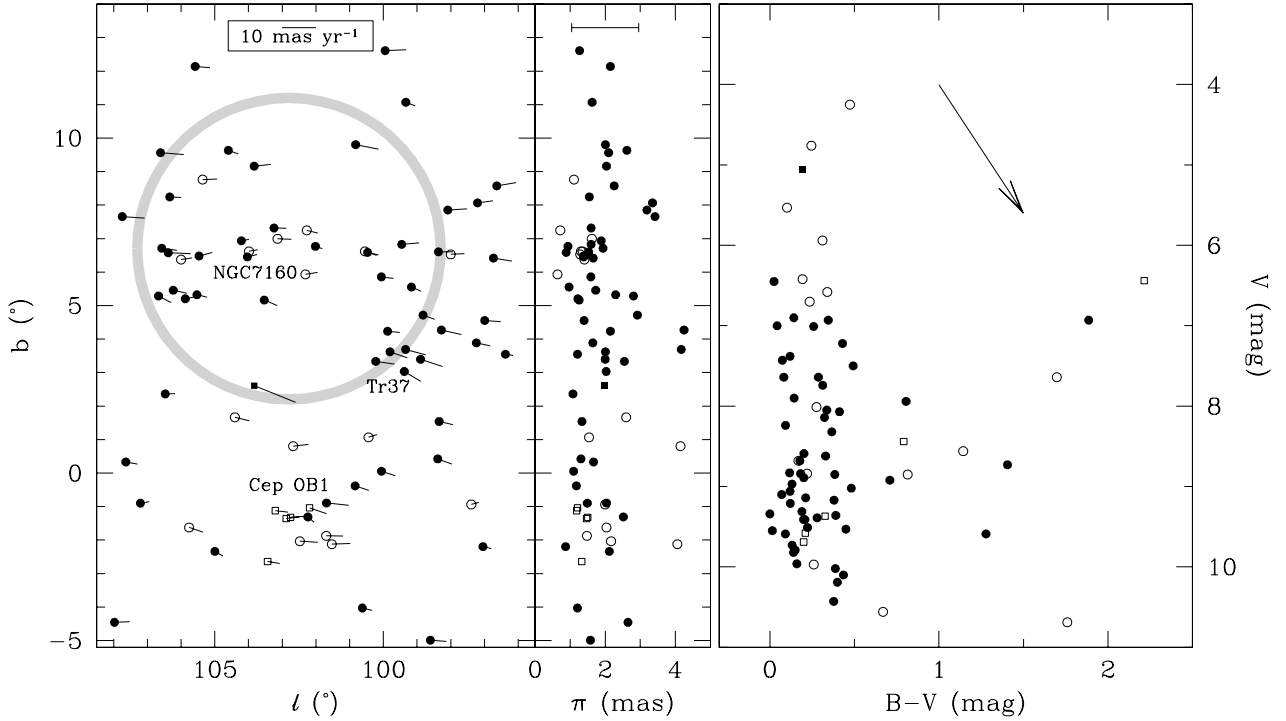 10 mas yr⁻¹
10
5
0
−5
b (°)
NGC7160
Tr37
Cep OB1
105
100
l (°)
0
2
4
π (mas)
0
1
2
B−V (mag)
4
6
8
10
V (mag)